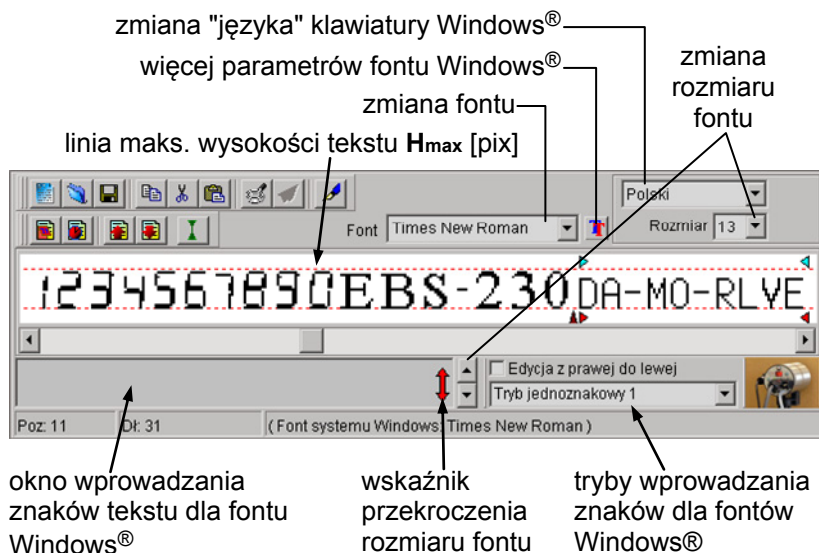 zmiana "języka" klawiatury Windows®
więcej parametrów fontu Windows®
zmiana
rozmiaru
fontu
zmiana fontu
linia maks. wysokości tekstu Hmax [pix]
Polski
Font Times New Roman
Rozmiar 13
1234567890EBS-230DA-MO-RLVE
Edycja z prawej do lewej
Tryb jednoznakowy 1
Poz: 11 Dł: 31 ( Font systemu Windows: Times New Roman )
okno wprowadzania
znaków tekstu dla fontu
Windows®
wskaźnik
przekroczenia
rozmiaru fontu
tryby wprowadzania
znaków dla fontów
Windows®